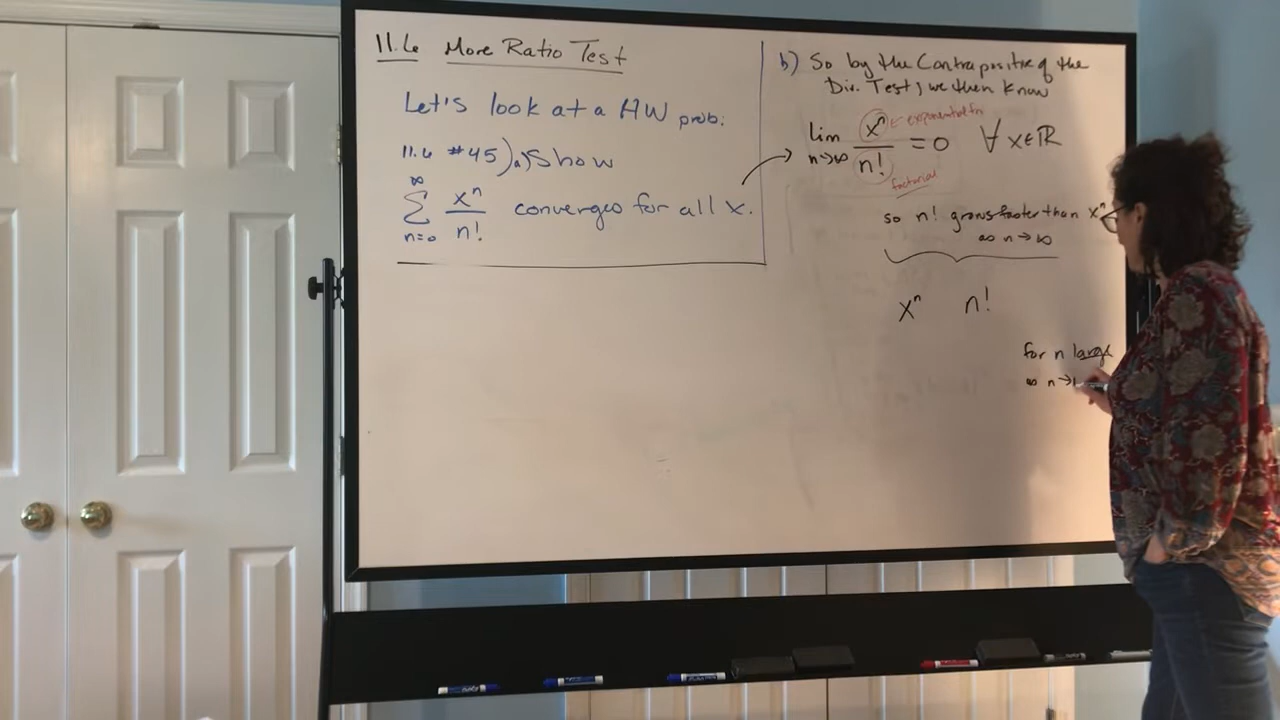 11.6 More Ratio Test
Let's look at a HW prob.
11.6 #45) a) Show
∞
∑ xⁿ/n! converges for all x.
n=0
b) So by the Contrapositive of the
Div. Test, we then know
lim xⁿ/n! = 0 ∀ x∈ℝ
n→∞
← exponential fn
factorial
so n! grows faster than xⁿ
as n→∞
xⁿ n!
for n large
as n→